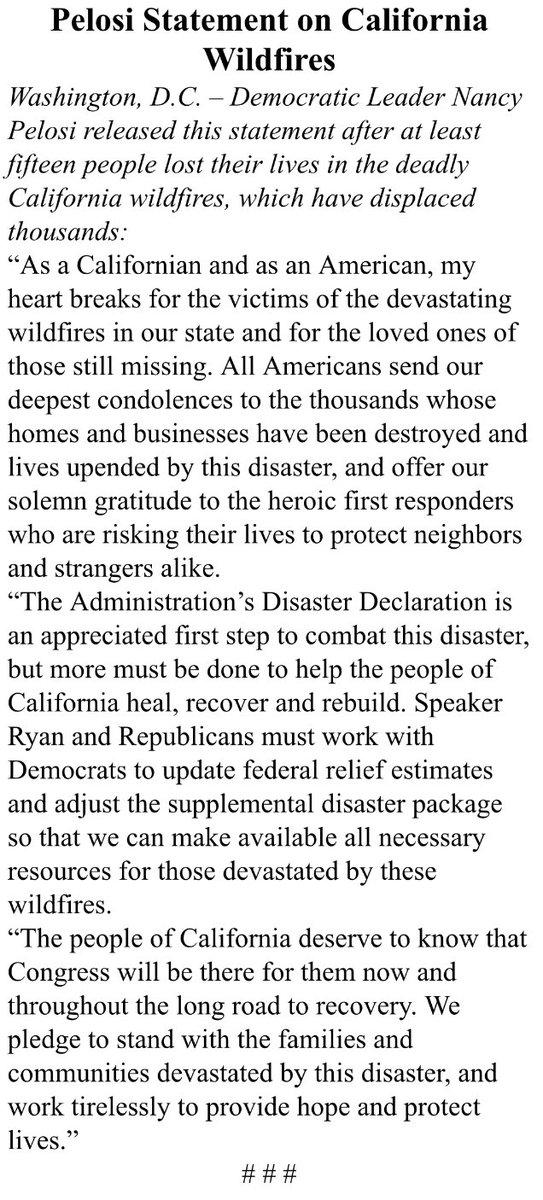 Pelosi Statement on California
Wildfires
Washington, D.C. – Democratic Leader Nancy
Pelosi released this statement after at least
fifteen people lost their lives in the deadly
California wildfires, which have displaced
thousands:
“As a Californian and as an American, my
heart breaks for the victims of the devastating
wildfires in our state and for the loved ones of
those still missing. All Americans send our
deepest condolences to the thousands whose
homes and businesses have been destroyed and
lives upended by this disaster, and offer our
solemn gratitude to the heroic first responders
who are risking their lives to protect neighbors
and strangers alike.
“The Administration’s Disaster Declaration is
an appreciated first step to combat this disaster,
but more must be done to help the people of
California heal, recover and rebuild. Speaker
Ryan and Republicans must work with
Democrats to update federal relief estimates
and adjust the supplemental disaster package
so that we can make available all necessary
resources for those devastated by these
wildfires.
“The people of California deserve to know that
Congress will be there for them now and
throughout the long road to recovery. We
pledge to stand with the families and
communities devastated by this disaster, and
work tirelessly to provide hope and protect
lives.”
# # #